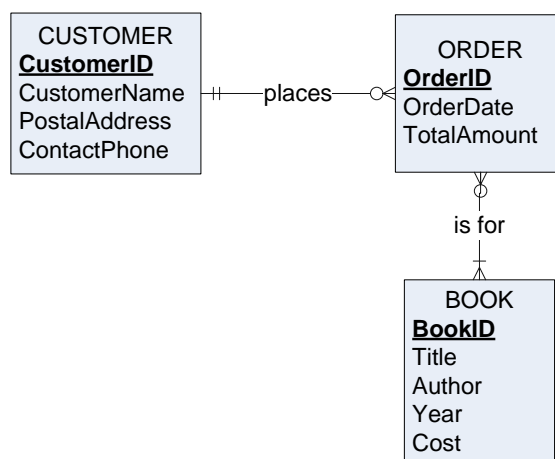 CUSTOMER
CustomerID
CustomerName
PostalAddress
ContactPhone
places
ORDER
OrderID
OrderDate
TotalAmount
is for
BOOK
BookID
Title
Author
Year
Cost